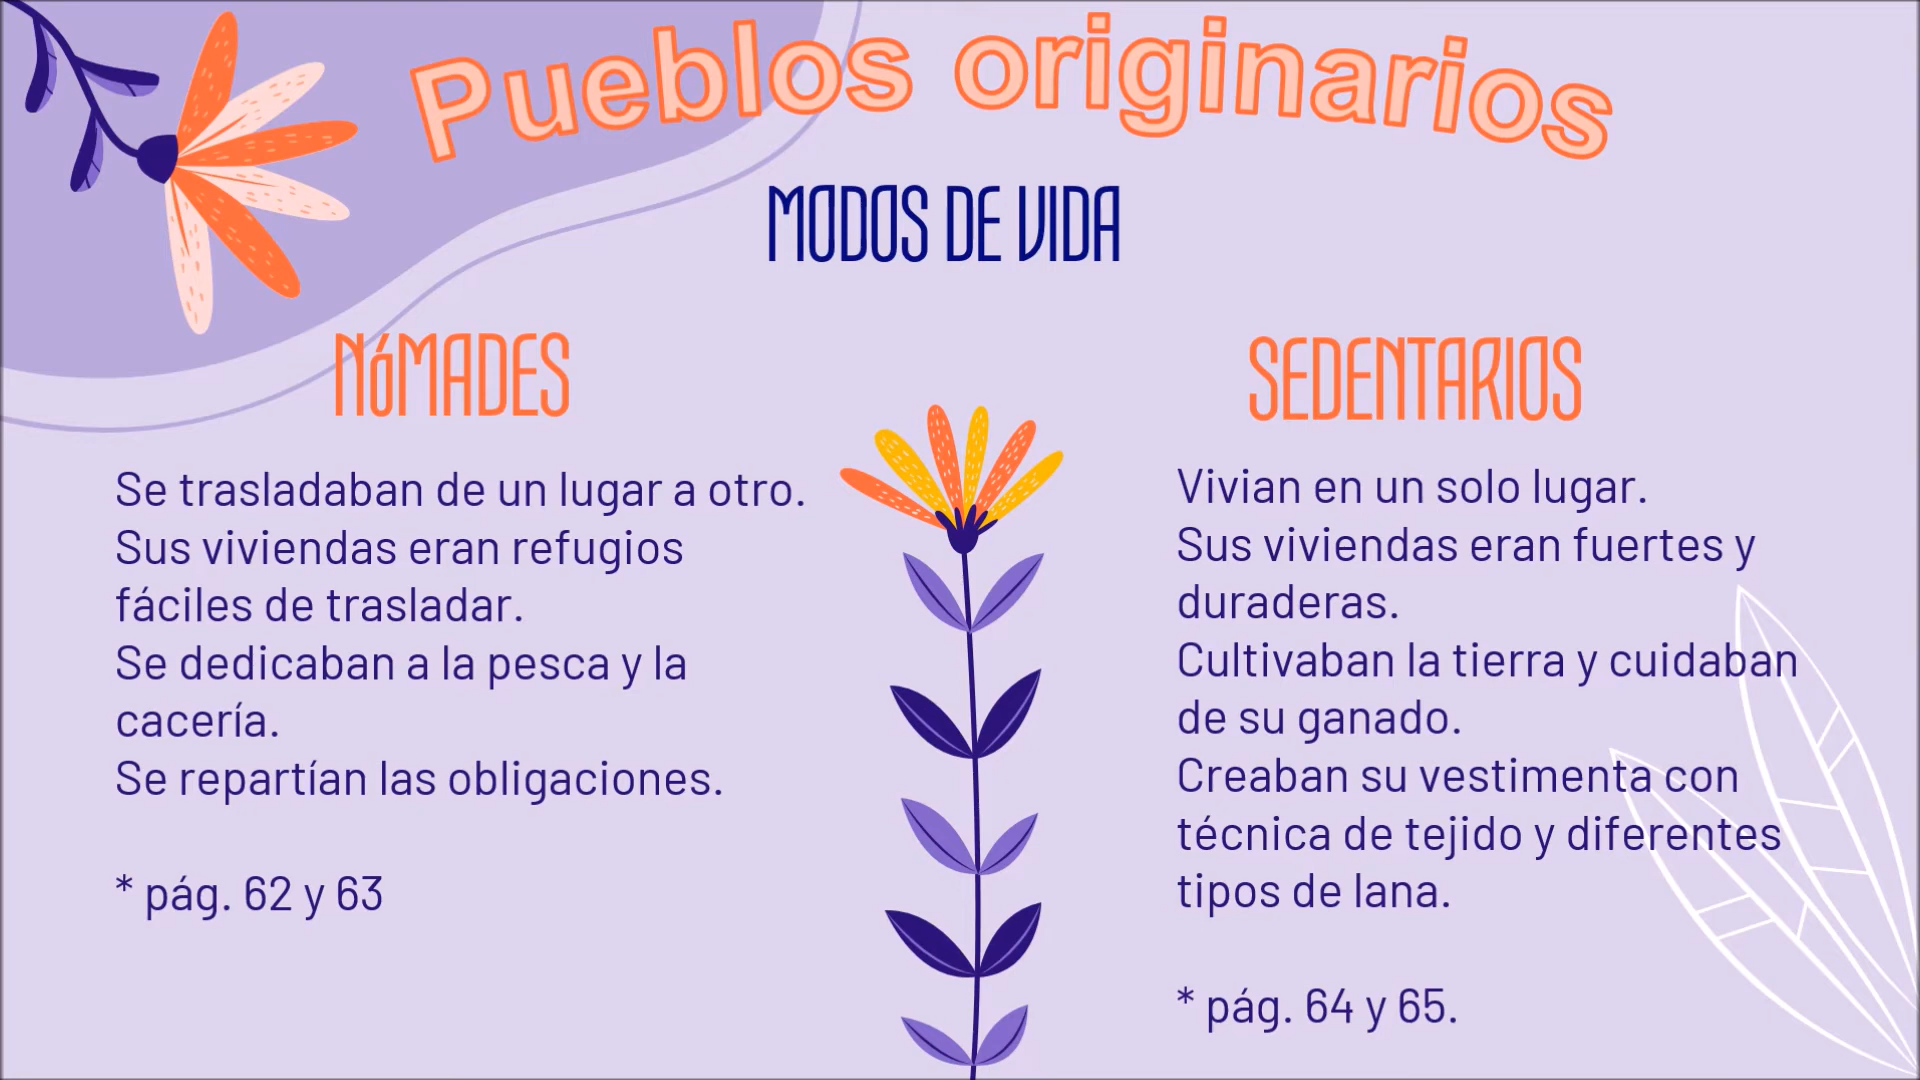 Pueblos originarios
MODOS DE VIDA
NóMADES
Se trasladaban de un lugar a otro.
Sus viviendas eran refugios
fáciles de trasladar.
Se dedicaban a la pesca y la
cacería.
Se repartían las obligaciones.
* pág. 62 y 63
SEDENTARIOS
Vivian en un solo lugar.
Sus viviendas eran fuertes y
duraderas.
Cultivaban la tierra y cuidaban
de su ganado.
Creaban su vestimenta con
técnica de tejido y diferentes
tipos de lana.
* pág. 64 y 65.